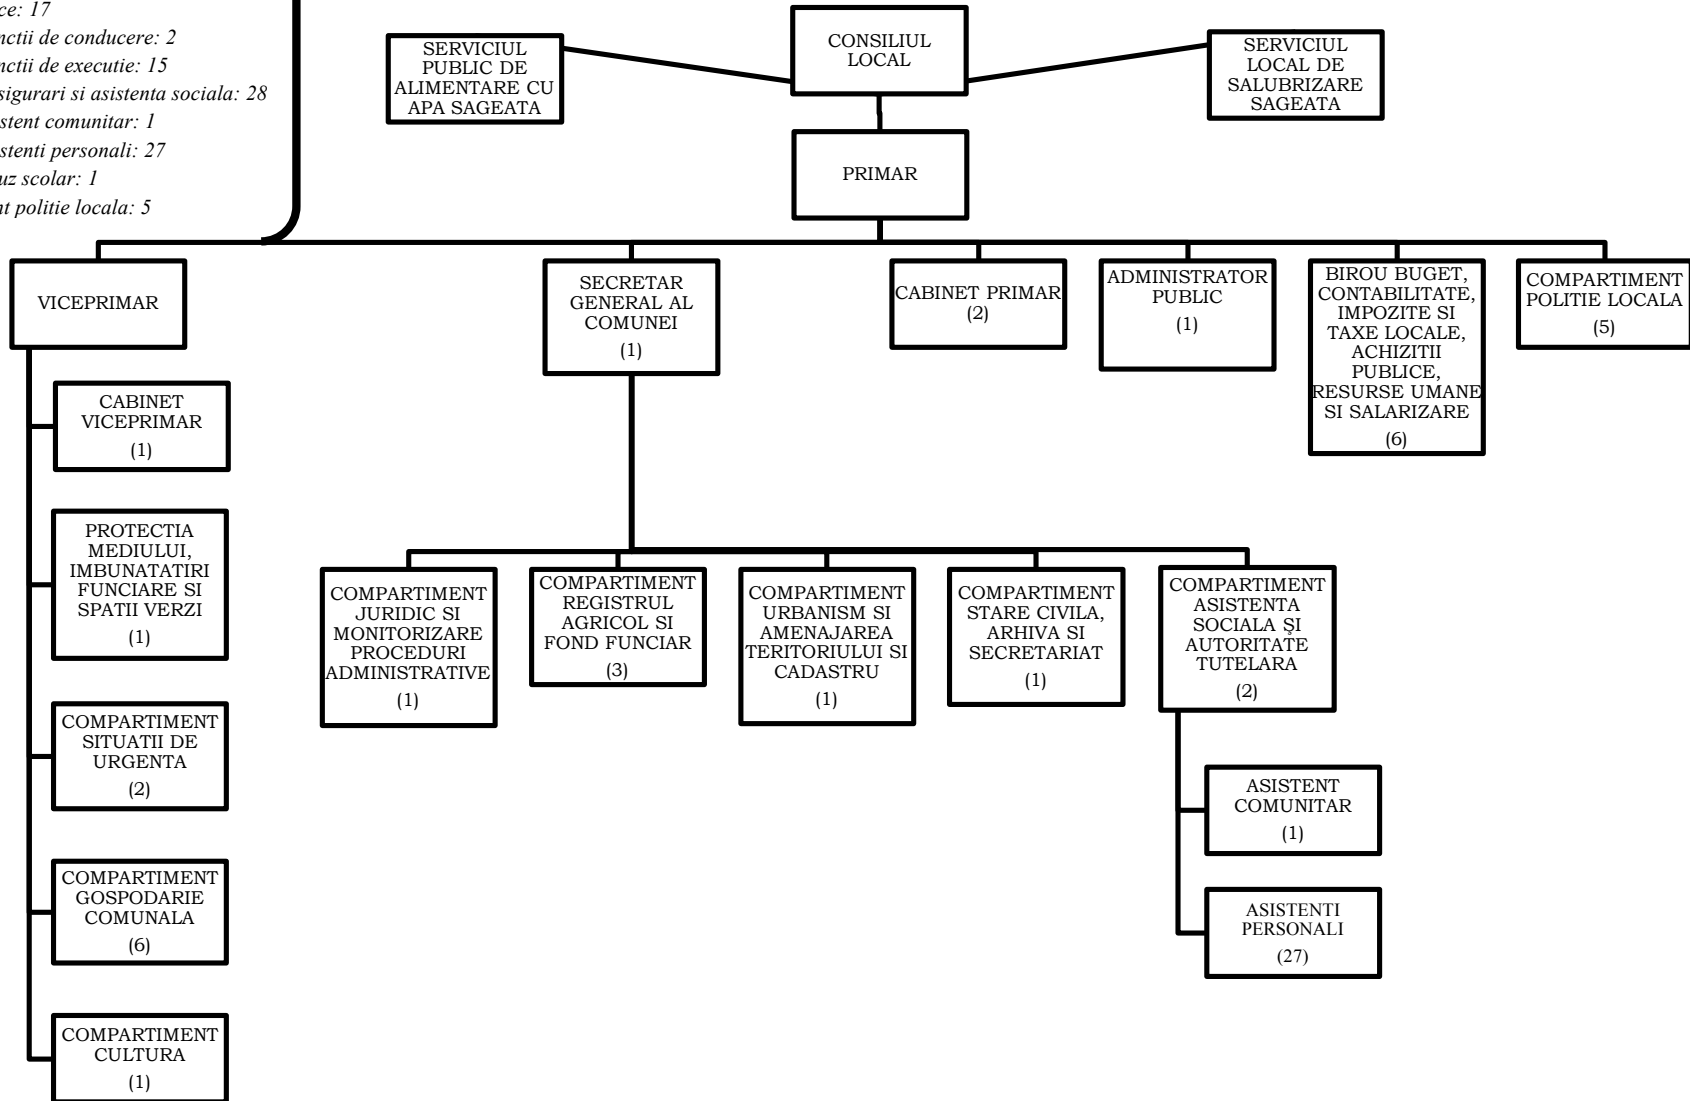 ce: 17
nctii de conducere: 2
nctii de executie: 15
sigurari si asistenta sociala: 28
istent comunitar: 1
istenti personali: 27
uz scolar: 1
nt politie locala: 5
SERVICIUL
PUBLIC DE
ALIMENTARE CU
APA SAGEATA
CONSILIUL
LOCAL
SERVICIUL
LOCAL DE
SALUBRIZARE
SAGEATA
PRIMAR
VICEPRIMAR
SECRETAR
GENERAL AL
COMUNEI
(1)
CABINET PRIMAR
(2)
ADMINISTRATOR
PUBLIC
(1)
BIROU BUGET,
CONTABILITATE,
IMPOZITE SI
TAXE LOCALE,
ACHIZITII
PUBLICE,
RESURSE UMANE
SI SALARIZARE
(6)
COMPARTIMENT
POLITIE LOCALA
(5)
CABINET
VICEPRIMAR
(1)
PROTECTIA
MEDIULUI,
IMBUNATATIRI
FUNCIARE SI
SPATII VERZI
(1)
COMPARTIMENT
SITUATII DE
URGENTA
(2)
COMPARTIMENT
GOSPODARIE
COMUNALA
(6)
COMPARTIMENT
CULTURA
(1)
COMPARTIMENT
JURIDIC SI
MONITORIZARE
PROCEDURI
ADMINISTRATIVE
(1)
COMPARTIMENT
REGISTRUL
AGRICOL SI
FOND FUNCIAR
(3)
COMPARTIMENT
URBANISM SI
AMENAJAREA
TERITORIULUI SI
CADASTRU
(1)
COMPARTIMENT
STARE CIVILA,
ARHIVA SI
SECRETARIAT
(1)
COMPARTIMENT
ASISTENTA
SOCIALA ŞI
AUTORITATE
TUTELARA
(2)
ASISTENT
COMUNITAR
(1)
ASISTENTI
PERSONALI
(27)